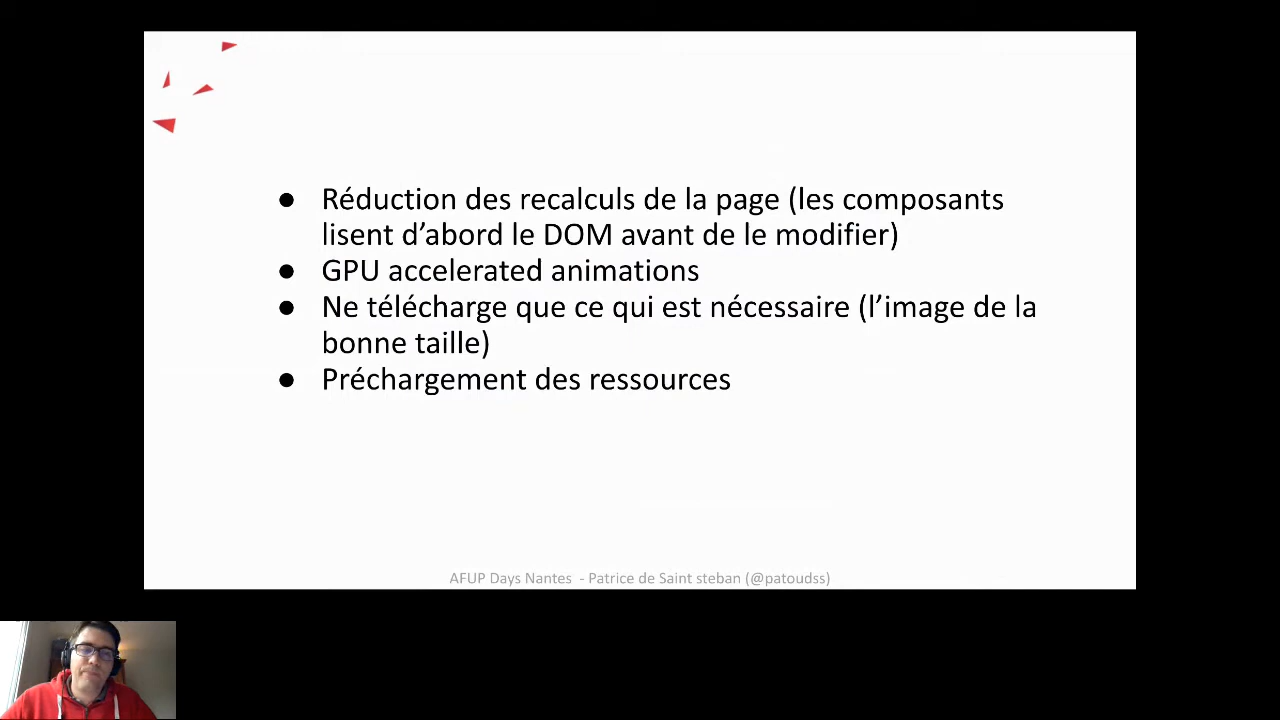 ● Réduction des recalculs de la page (les composants
lisent d’abord le DOM avant de le modifier)
● GPU accelerated animations
● Ne télécharge que ce qui est nécessaire (l’image de la
bonne taille)
● Préchargement des ressources
AFUP Days Nantes - Patrice de Saint steban (@patoudss)